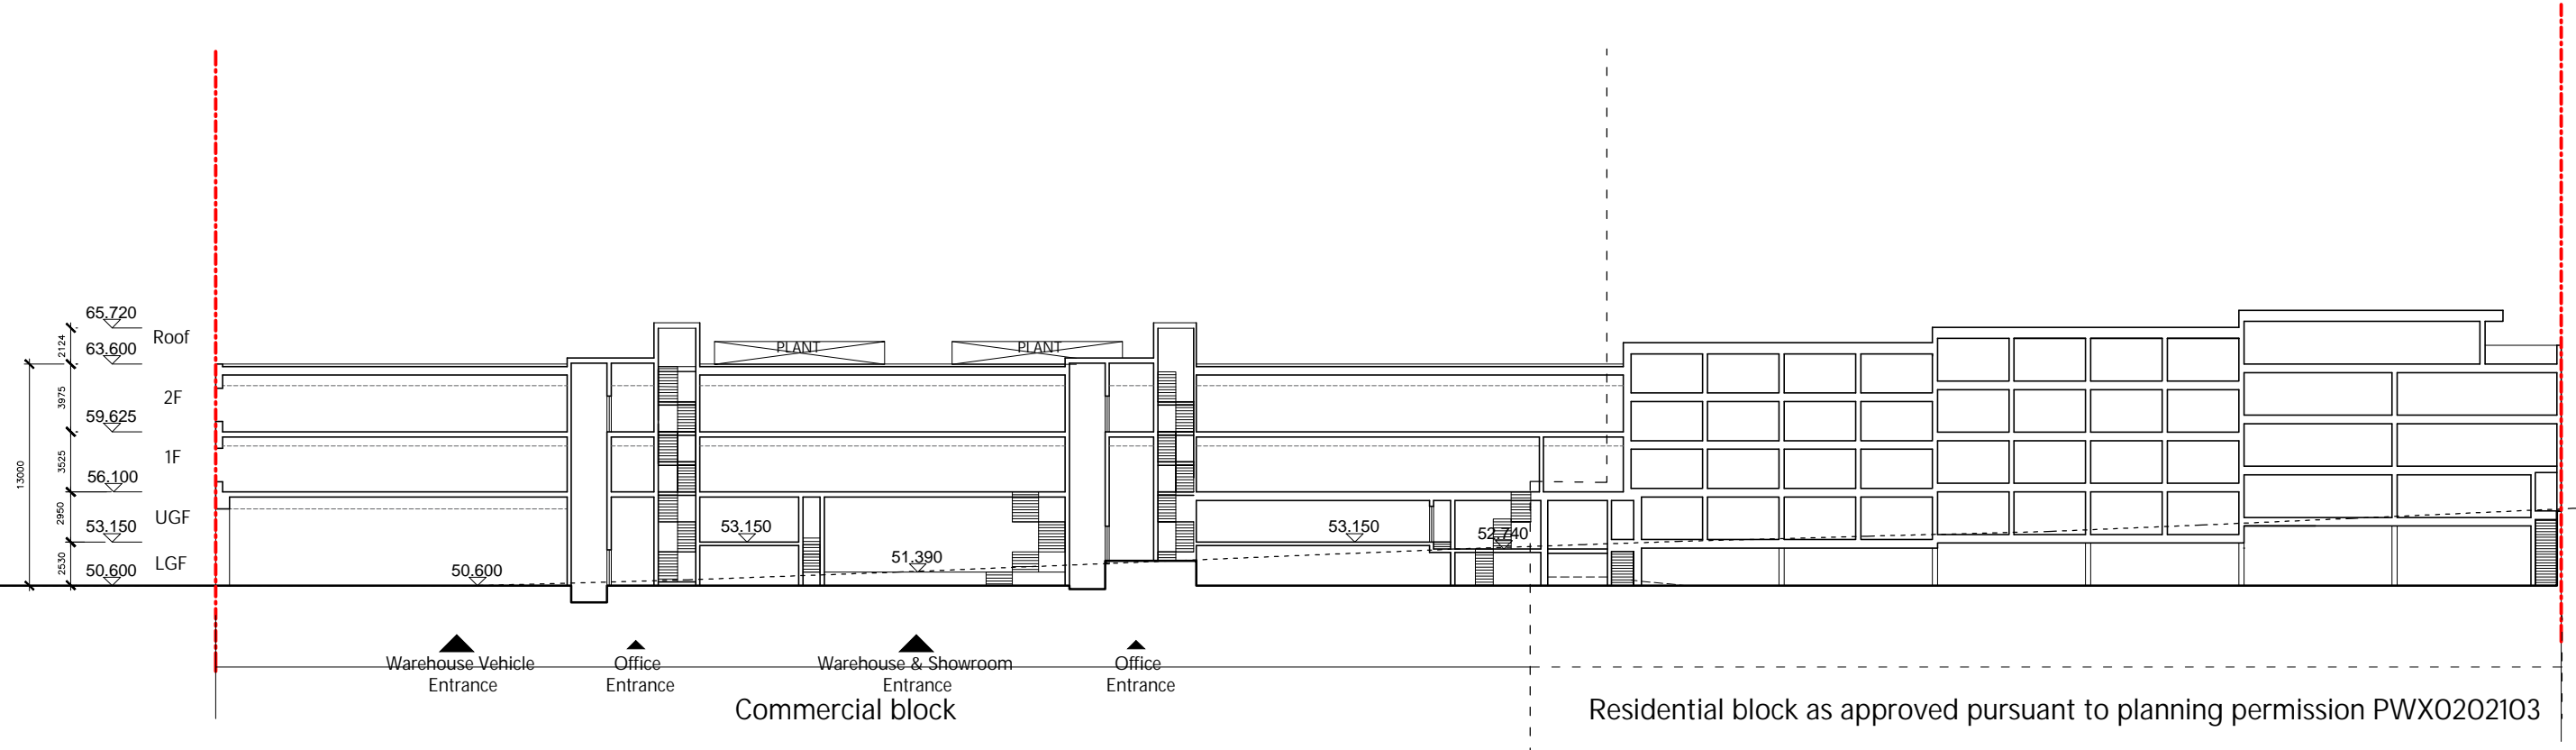 65.720
Roof
2124
63.600
3975
2F
59.625
3525
1F
56.100
13000
2950
UGF
53.150
2530
LGF
50.600
PLANT
PLANT
50.600
53.150
51.390
53.150
52.740
Warehouse Vehicle
Entrance
Office
Entrance
Warehouse & Showroom
Entrance
Office
Entrance
Commercial block
Residential block as approved pursuant to planning permission PWX0202103